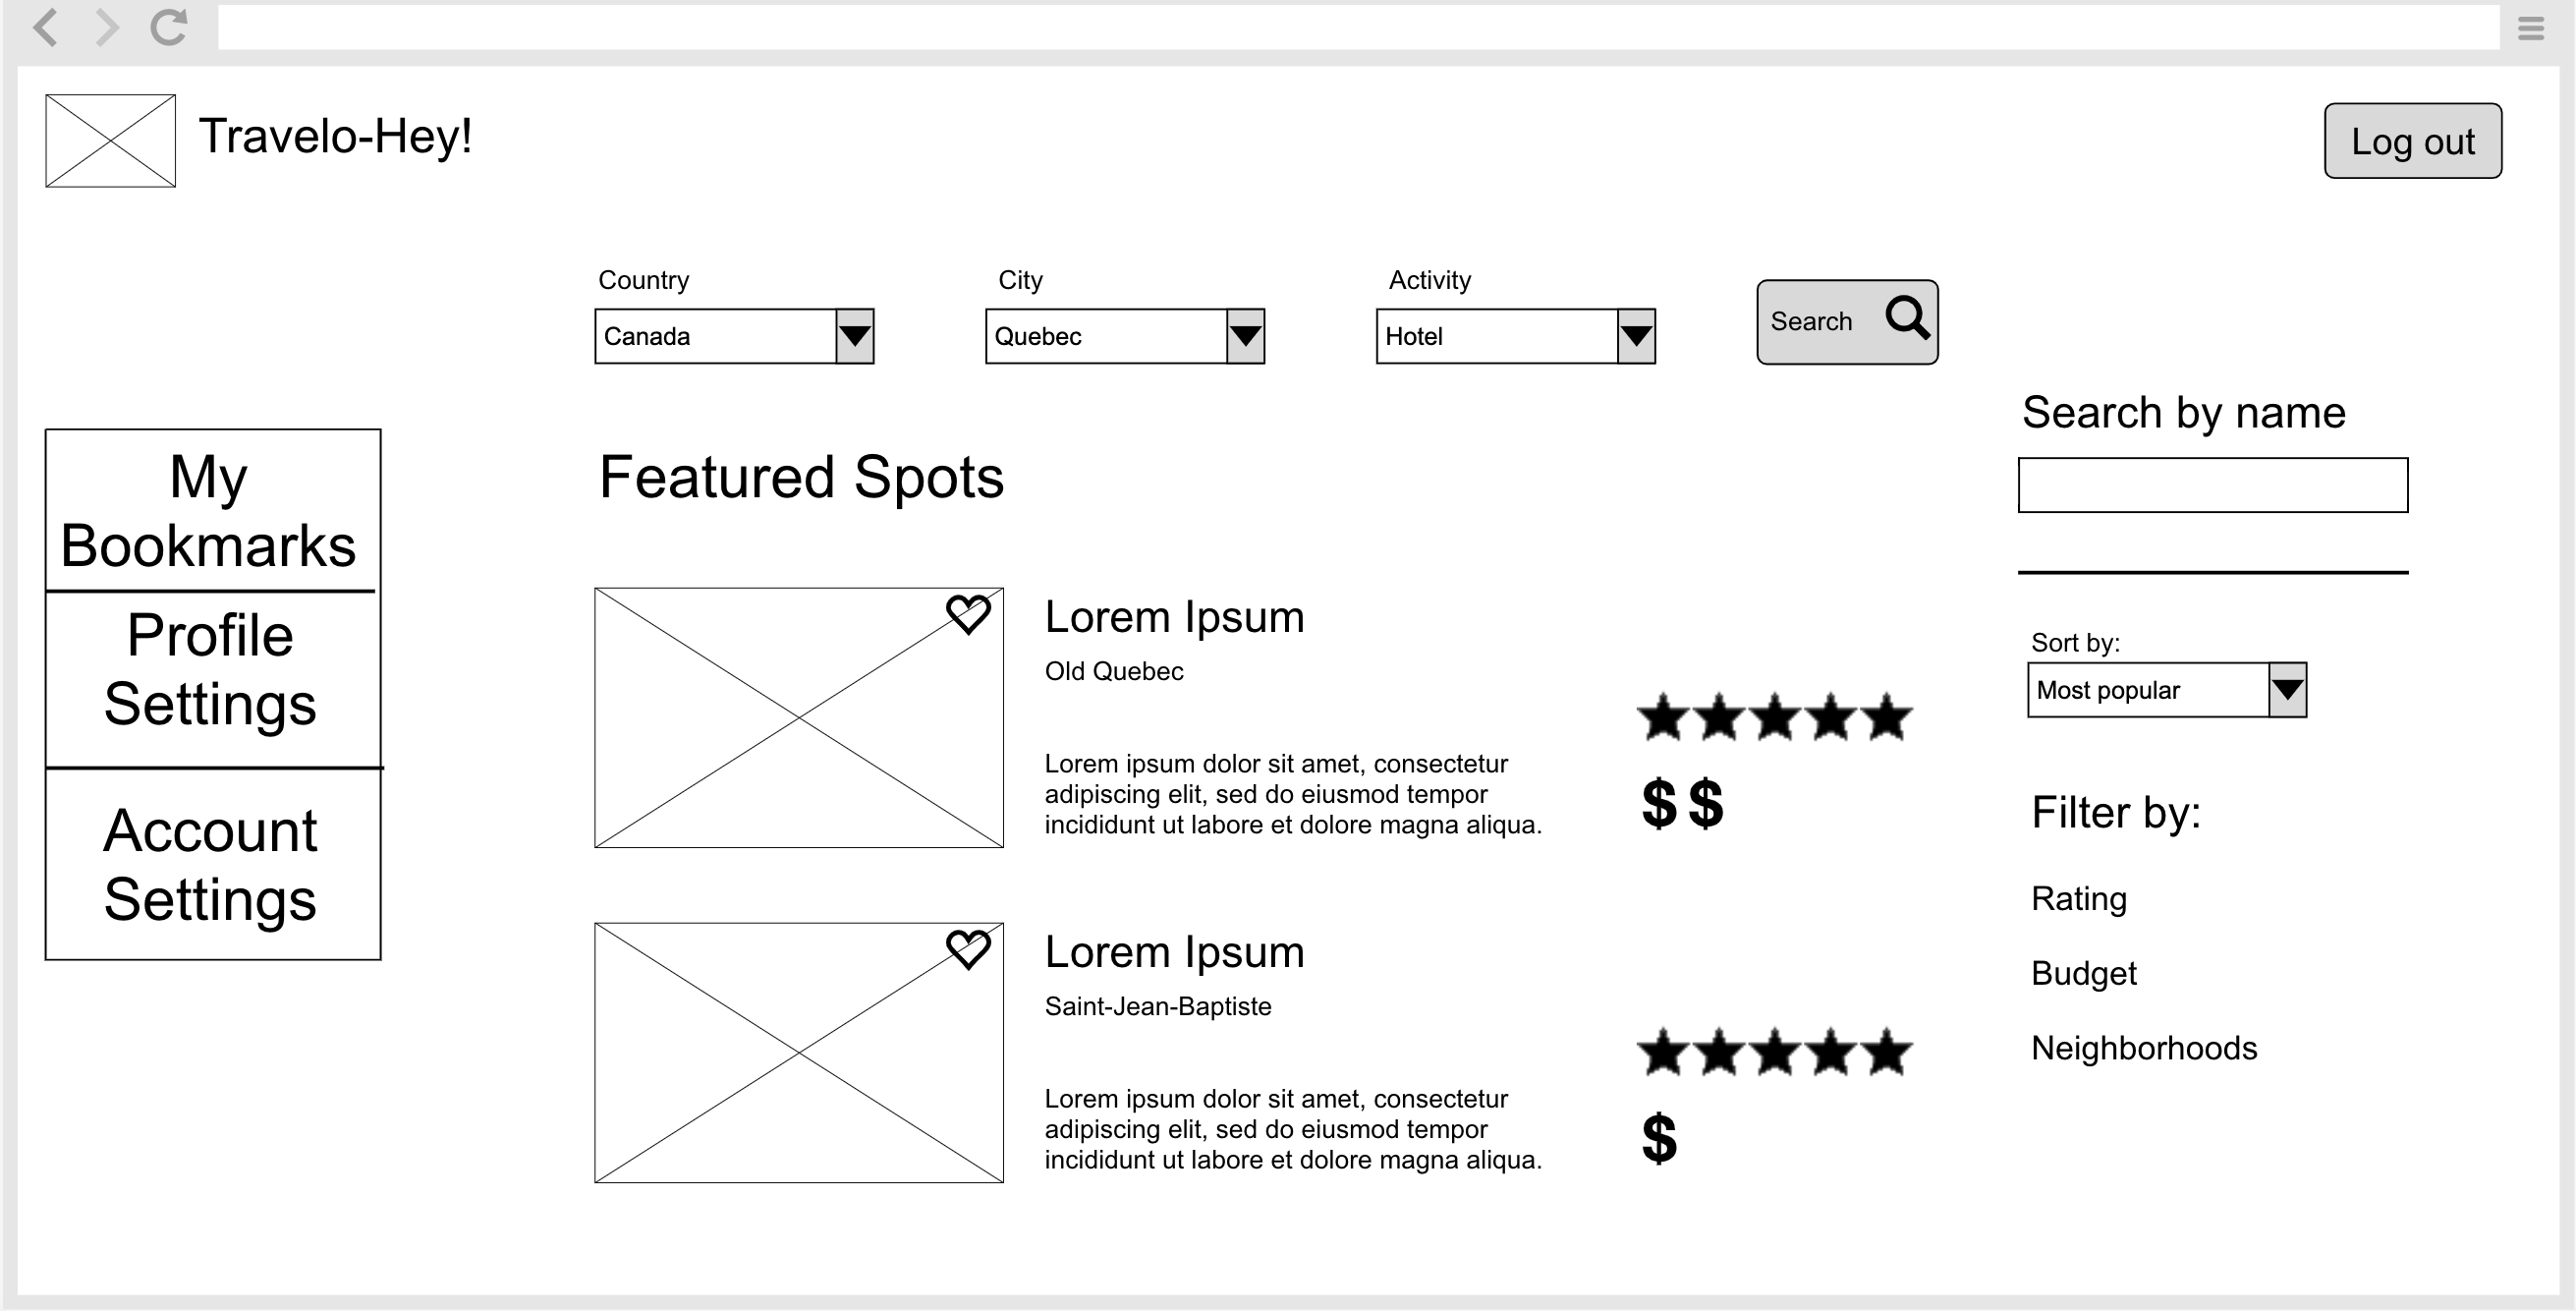 Travelo-Hey!
Log out
Country
City
Activity
Canada
Quebec
Hotel
Search
My
Bookmarks
Profile
Settings
Account
Settings
Featured Spots
Lorem Ipsum
Old Quebec
Lorem ipsum dolor sit amet, consectetur
adipiscing elit, sed do eiusmod tempor
incididunt ut labore et dolore magna aliqua.
$$
Lorem Ipsum
Saint-Jean-Baptiste
Lorem ipsum dolor sit amet, consectetur
adipiscing elit, sed do eiusmod tempor
incididunt ut labore et dolore magna aliqua.
$
Search by name
Sort by:
Most popular
Filter by:
Rating
Budget
Neighborhoods